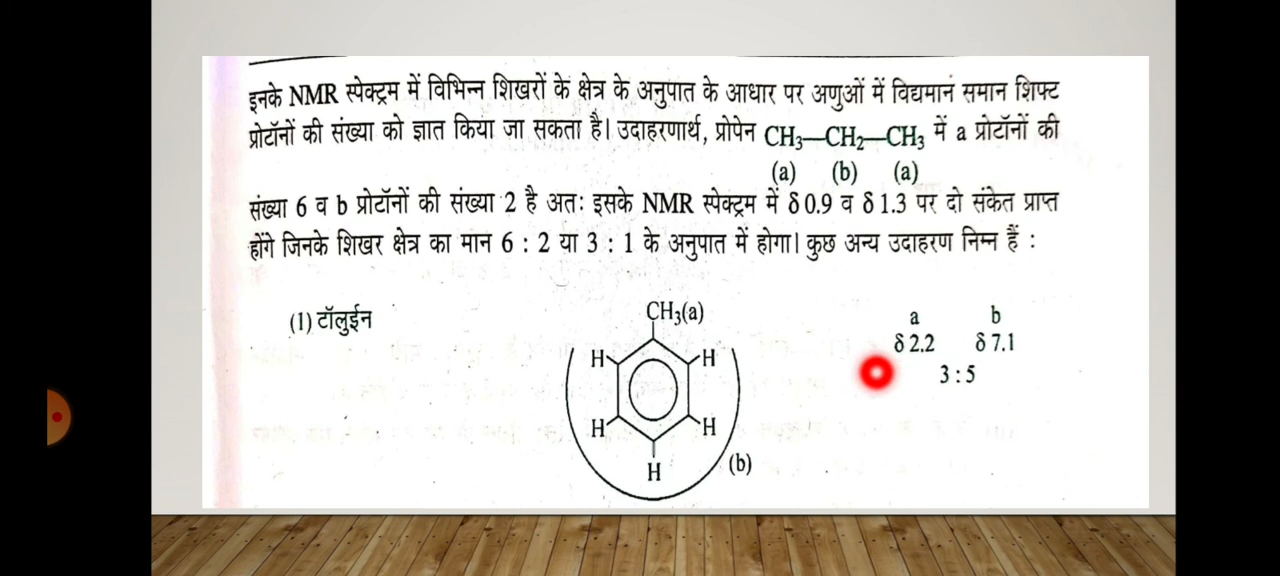 इनके NMR स्पेक्ट्रम में विभिन्न शिखरों के क्षेत्र के अनुपात के आधार पर अणुओं में विद्यमान समान शिफ्ट
प्रोटॉनों की संख्या को ज्ञात किया जा सकता है। उदाहरणार्थ, प्रोपेन CH₃—CH₂—CH₃ में a प्रोटॉनों की
(a) (b) (a)
संख्या 6 व b प्रोटॉनों की संख्या 2 है अतः इसके NMR स्पेक्ट्रम में δ 0.9 व δ 1.3 पर दो संकेत प्राप्त
होंगे जिनके शिखर क्षेत्र का मान 6 : 2 या 3 : 1 के अनुपात में होगा। कुछ अन्य उदाहरण निम्न हैं :
(1) टॉलुईन
CH₃(a)
H H
H H
H
(b)
a b
δ 2.2 δ 7.1
3 : 5